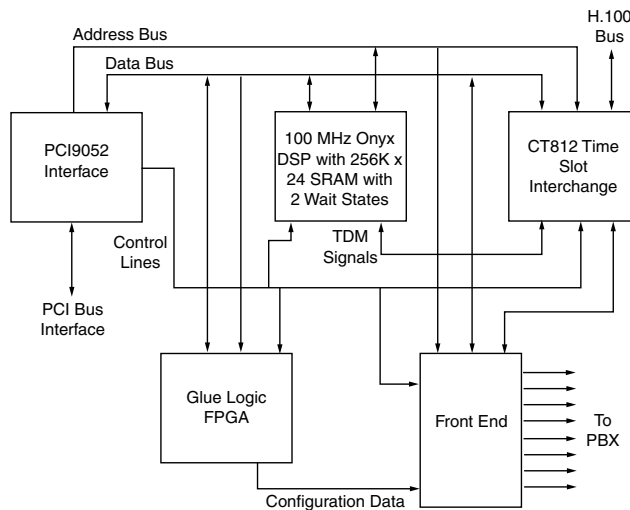 Address Bus
H.100
Bus
Data Bus
PCI9052
Interface
100 MHz Onyx
DSP with 256K x
24 SRAM with
2 Wait States
CT812 Time
Slot
Interchange
Control
Lines
TDM
Signals
PCI Bus
Interface
Glue Logic
FPGA
Front End
To
PBX
Configuration Data